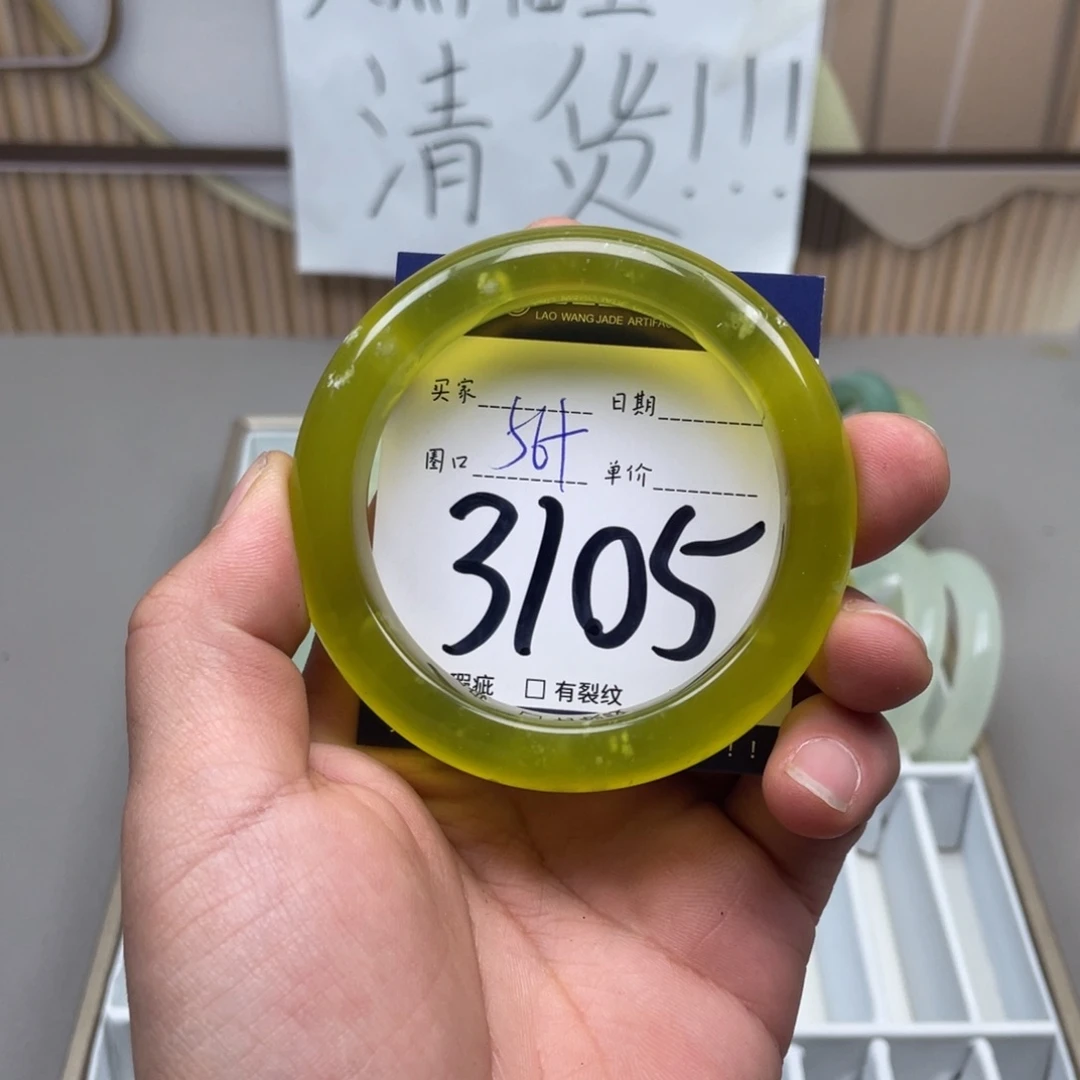 清货!!!
LAO WANG JADE ARTIFA
买家 日期
圈口 56+ 单价
3105
瑕疵 □ 有裂纹
!!